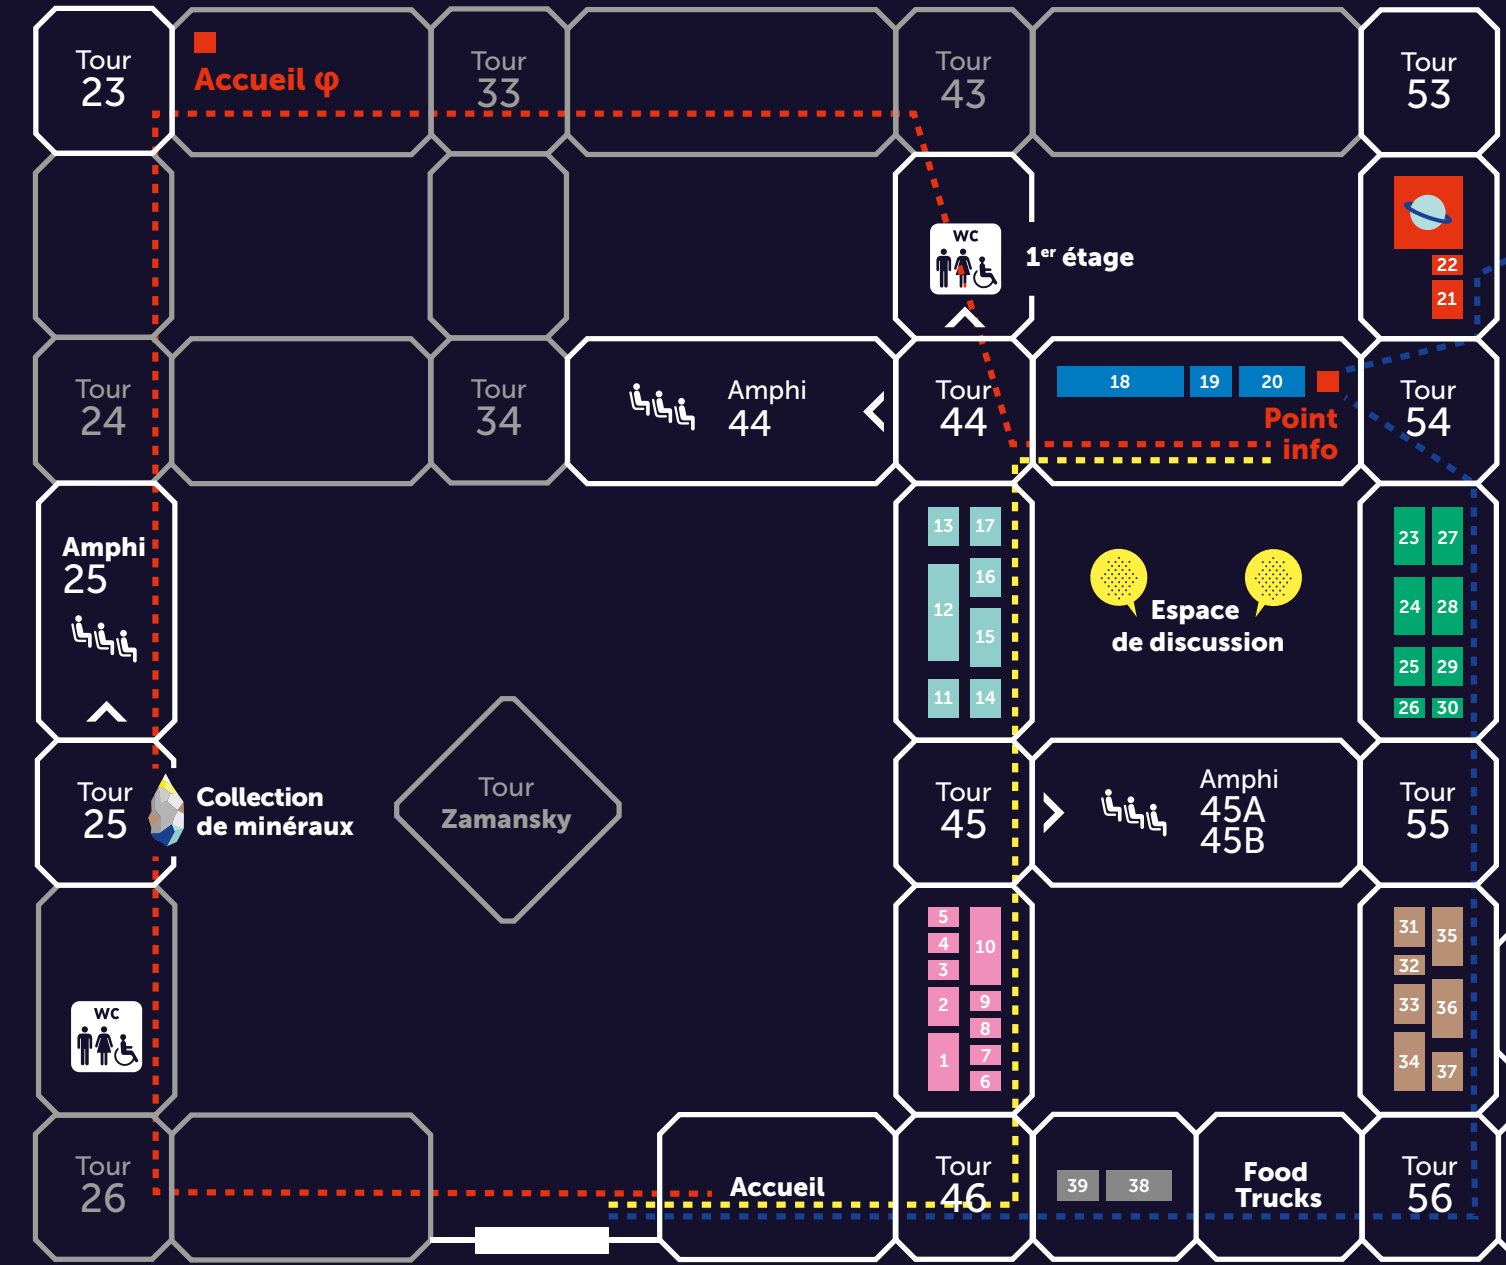 Tour
23
Accueil φ
Tour
33
Tour
43
Tour
53
WC
1er étage
22
21
Tour
24
Tour
34
Amphi
44
Tour
44
18
19
20
Point
info
Tour
54
Amphi
25
13
17
16
12
15
11
14
Espace
de discussion
23
27
24
28
25
29
26
30
Tour
25
Collection
de minéraux
Tour
Zamansky
Tour
45
Amphi
45A
45B
Tour
55
WC
5
4
3
2
1
10
9
8
7
6
31
35
32
33
36
34
37
Tour
26
Accueil
Tour
46
39
38
Food
Trucks
Tour
56